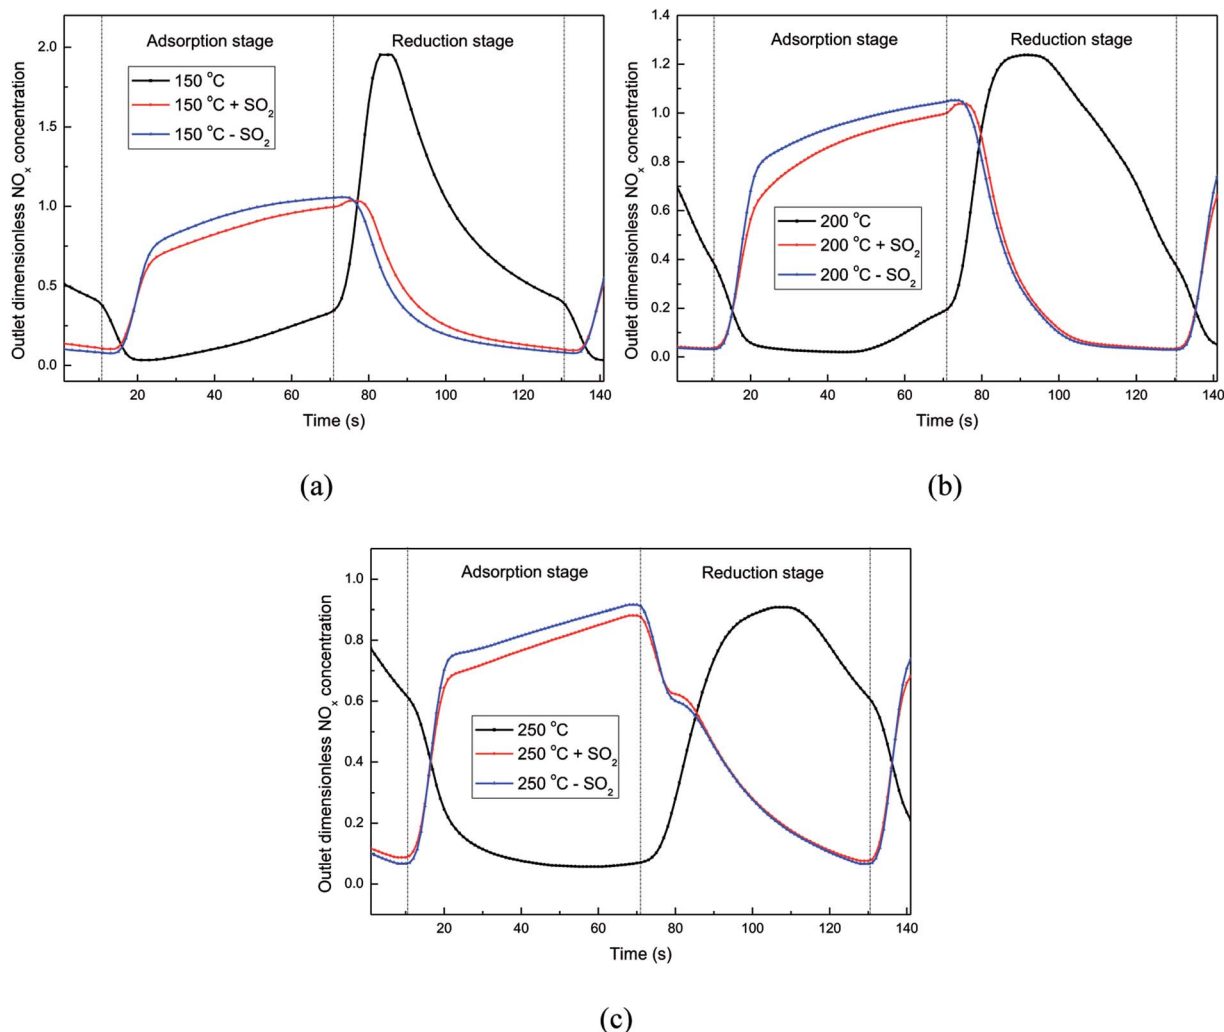 Adsorption stage Reduction stage
150 °C
150 °C + SO₂
150 °C - SO₂
Outlet dimensionless NOₓ concentration
2.0
1.5
1.0
0.5
0.0
20 40 60 80 100 120 140
Time (s)
(a)
Adsorption stage Reduction stage
200 °C
200 °C + SO₂
200 °C - SO₂
Outlet dimensionless NOₓ concentration
1.4
1.2
1.0
0.8
0.6
0.4
0.2
0.0
20 40 60 80 100 120 140
Time (s)
(b)
Adsorption stage Reduction stage
250 °C
250 °C + SO₂
250 °C - SO₂
Outlet dimensionless NOₓ concentration
1.0
0.8
0.6
0.4
0.2
0.0
20 40 60 80 100 120 140
Time (s)
(c)